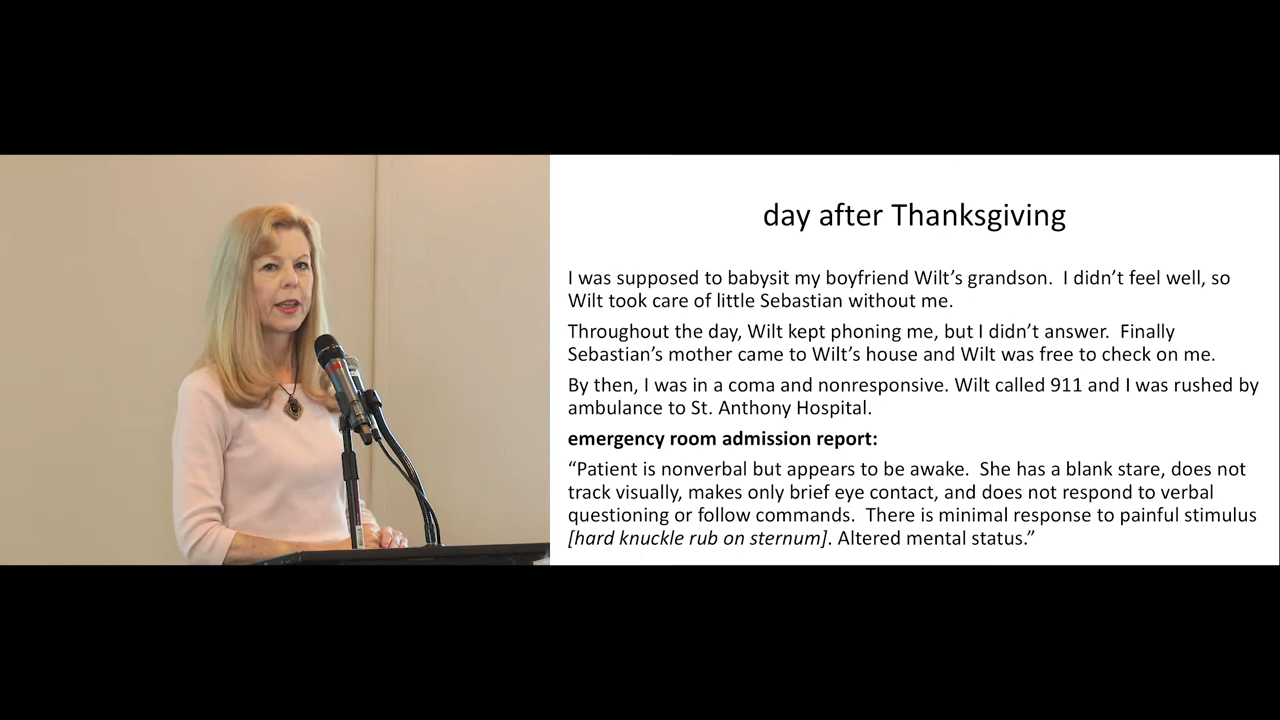 day after Thanksgiving
I was supposed to babysit my boyfriend Wilt’s grandson.  I didn’t feel well, so
Wilt took care of little Sebastian without me.
Throughout the day, Wilt kept phoning me, but I didn’t answer.  Finally
Sebastian’s mother came to Wilt’s house and Wilt was free to check on me.
By then, I was in a coma and nonresponsive. Wilt called 911 and I was rushed by
ambulance to St. Anthony Hospital.
emergency room admission report:
“Patient is nonverbal but appears to be awake.  She has a blank stare, does not
track visually, makes only brief eye contact, and does not respond to verbal
questioning or follow commands.  There is minimal response to painful stimulus
[hard knuckle rub on sternum]. Altered mental status.”